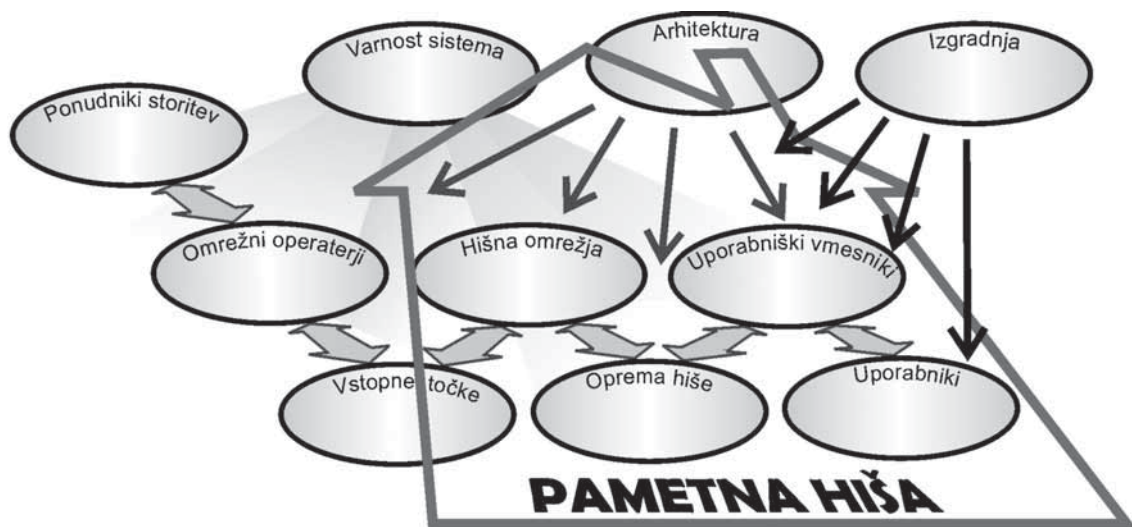 Varnost sistema
Arhitektura
Izgradnja
Ponudniki storitev
Omrežni operaterji
Hišna omrežja
Uporabniški vmesniki
Vstopne točke
Oprema hiše
Uporabniki
PAMETNA HIŠA